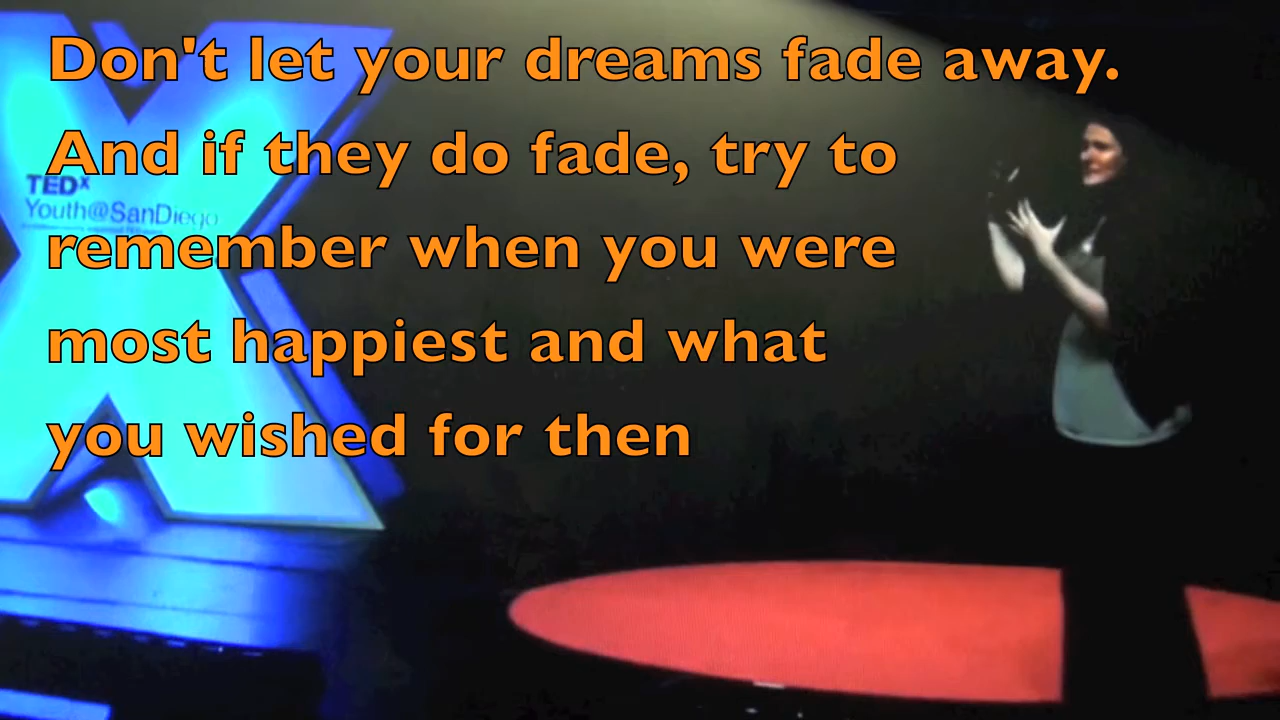 Don't let your dreams fade away.
And if they do fade, try to
TEDx
Youth@SanDiego
remember when you were
most happiest and what
you wished for then